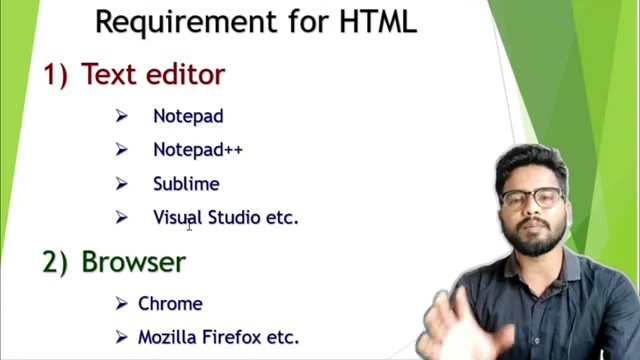 Requirement for HTML
1) Text editor
➢ Notepad
➢ Notepad++
➢ Sublime
➢ Visual Studio etc.
2) Browser
➢ Chrome
➢ Mozilla Firefox etc.